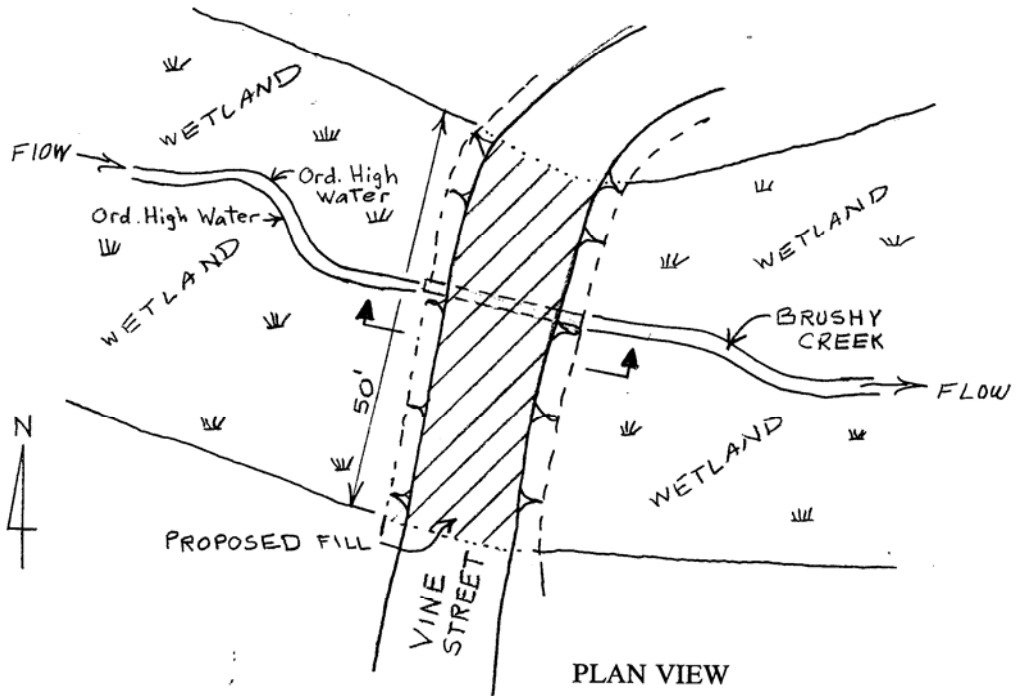 WETLAND
FLOW
Ord. High
Water
Ord. High Water
WETLAND
WETLAND
BRUSHY
CREEK
FLOW
50'
N
WETLAND
PROPOSED FILL
VINE
STREET
PLAN VIEW